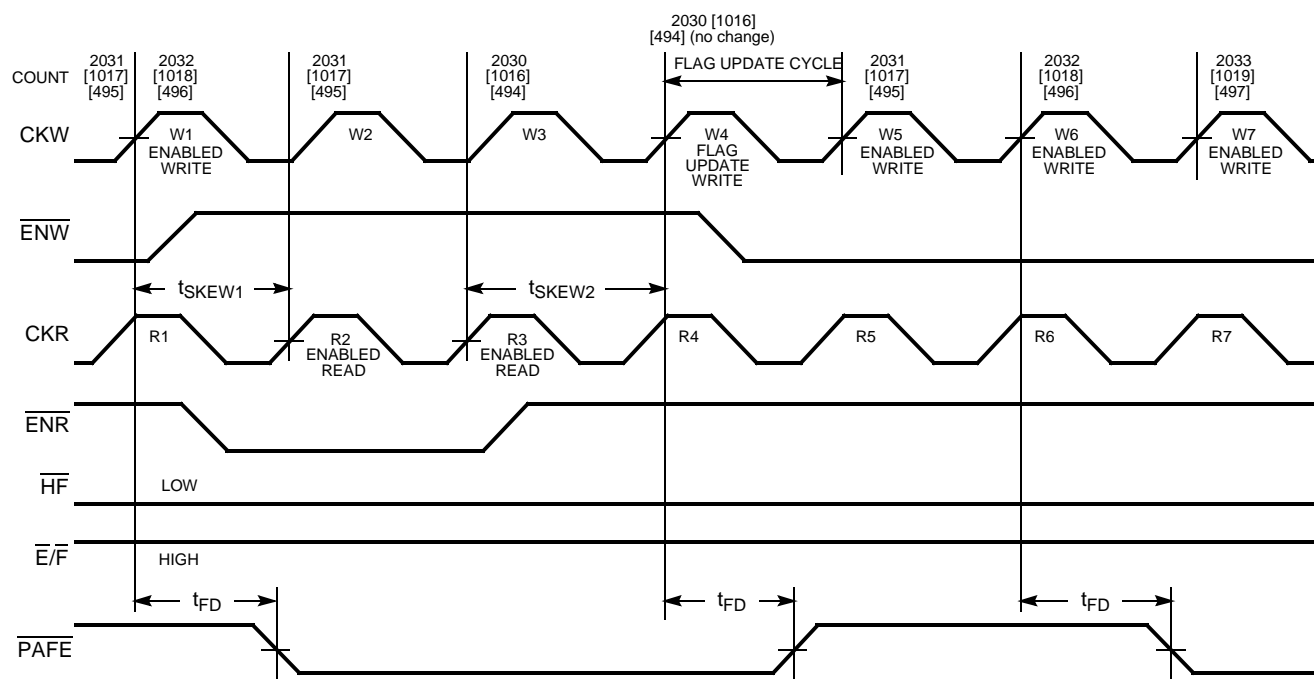 2030 [1016]
[494] (no change)
COUNT
2031
[1017]
[495]
2032
[1018]
[496]
2031
[1017]
[495]
2030
[1016]
[494]
FLAG UPDATE CYCLE
2031
[1017]
[495]
2032
[1018]
[496]
2033
[1019]
[497]
CKW
W1
ENABLED
WRITE
W2
W3
W4
FLAG
UPDATE
WRITE
W5
ENABLED
WRITE
W6
ENABLED
WRITE
W7
ENABLED
WRITE
ENW
tSKEW1
tSKEW2
CKR
R1
R2
ENABLED
READ
R3
ENABLED
READ
R4
R5
R6
R7
ENR
HF
LOW
E/F
HIGH
tFD
tFD
tFD
PAFE